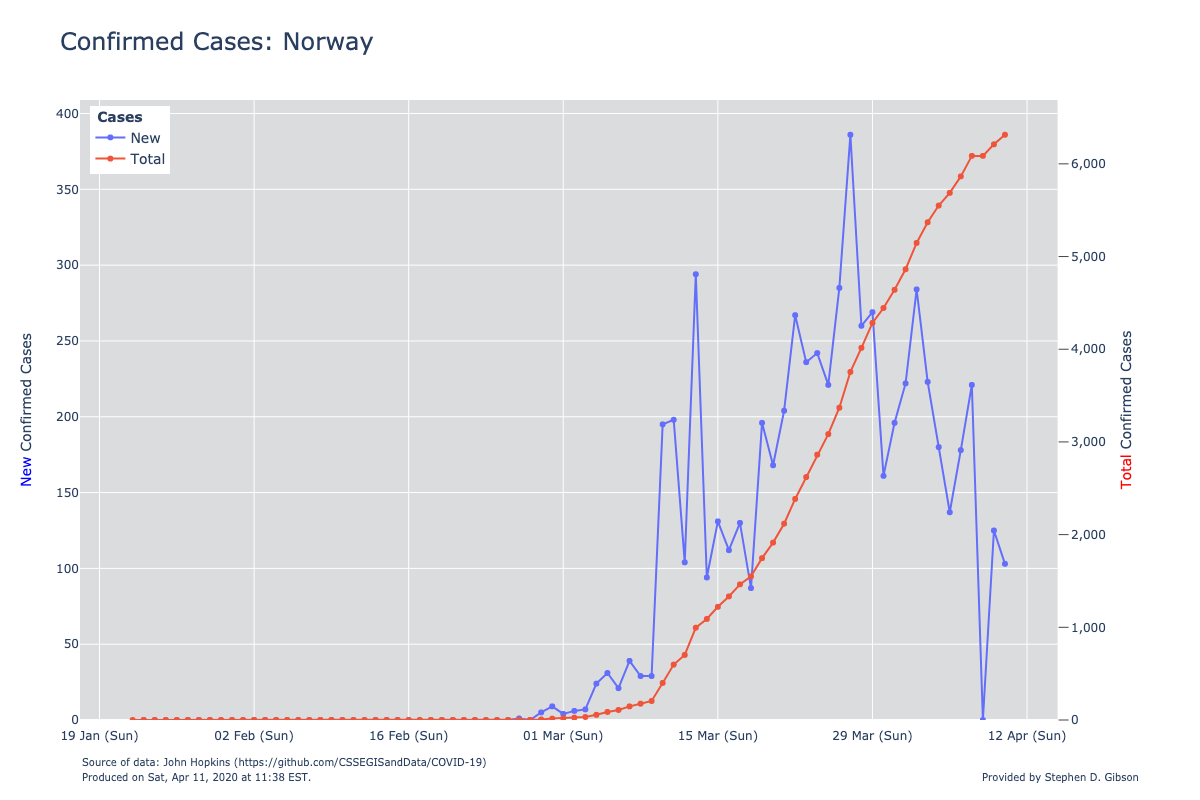 Confirmed Cases: Norway
Cases
New
Total
400
350
300
250
200
150
100
50
0
6,000
5,000
4,000
3,000
2,000
1,000
0
New Confirmed Cases
Total Confirmed Cases
19 Jan (Sun)
02 Feb (Sun)
16 Feb (Sun)
01 Mar (Sun)
15 Mar (Sun)
29 Mar (Sun)
12 Apr (Sun)
Source of data: John Hopkins (https://github.com/CSSEGISandData/COVID-19)
Produced on Sat, Apr 11, 2020 at 11:38 EST.
Provided by Stephen D. Gibson